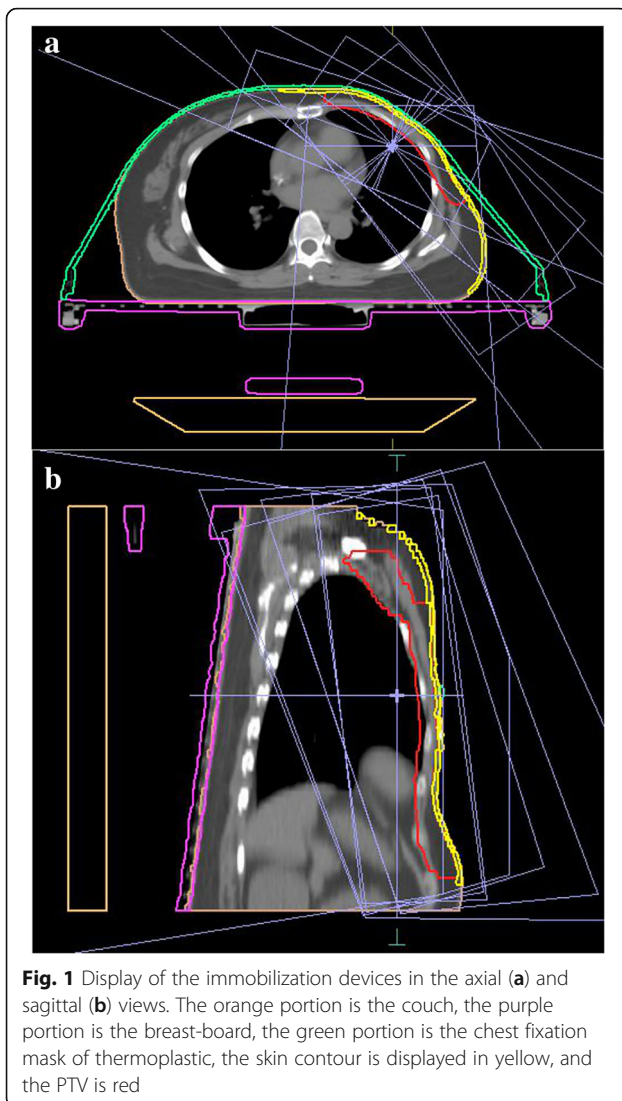 a
b
Fig. 1 Display of the immobilization devices in the axial (a) and
sagittal (b) views. The orange portion is the couch, the purple
portion is the breast-board, the green portion is the chest fixation
mask of thermoplastic, the skin contour is displayed in yellow, and
the PTV is red